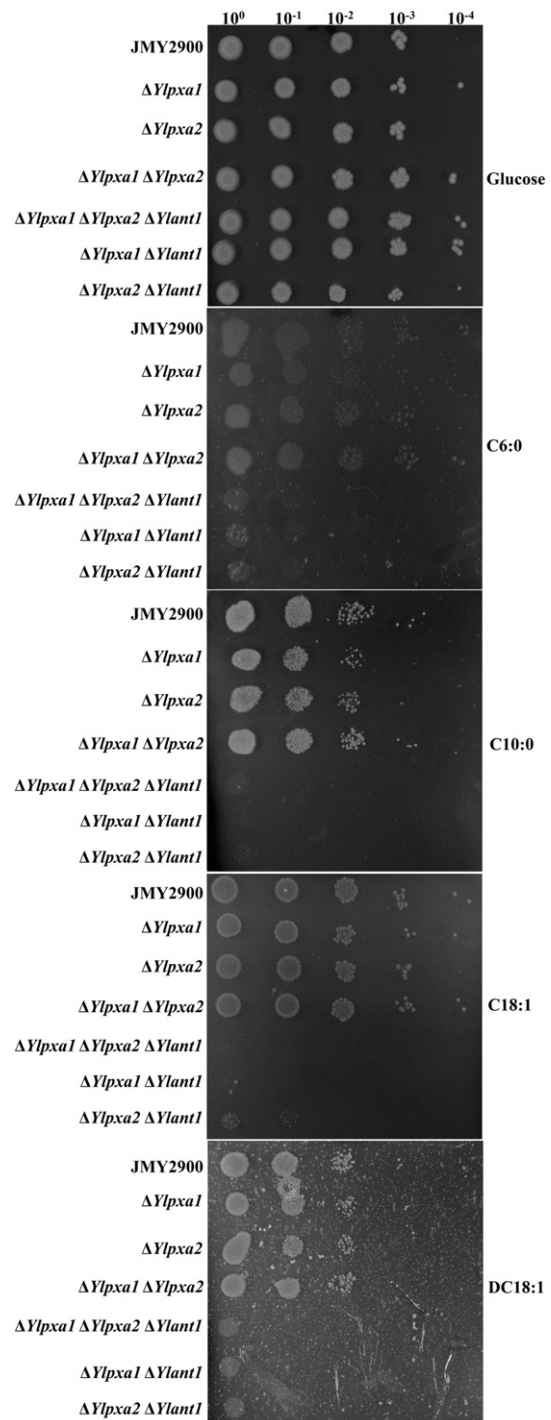 10⁰ 10⁻¹ 10⁻² 10⁻³ 10⁻⁴
JMY2900
ΔYlpxa1
ΔYlpxa2
ΔYlpxa1 ΔYlpxa2
Glucose
ΔYlpxa1 ΔYlpxa2 ΔYlant1
ΔYlpxa1 ΔYlant1
ΔYlpxa2 ΔYlant1
JMY2900
ΔYlpxa1
ΔYlpxa2
C6:0
ΔYlpxa1 ΔYlpxa2
ΔYlpxa1 ΔYlpxa2 ΔYlant1
ΔYlpxa1 ΔYlant1
ΔYlpxa2 ΔYlant1
JMY2900
ΔYlpxa1
ΔYlpxa2
ΔYlpxa1 ΔYlpxa2
C10:0
ΔYlpxa1 ΔYlpxa2 ΔYlant1
ΔYlpxa1 ΔYlant1
ΔYlpxa2 ΔYlant1
JMY2900
ΔYlpxa1
ΔYlpxa2
ΔYlpxa1 ΔYlpxa2
C18:1
ΔYlpxa1 ΔYlpxa2 ΔYlant1
ΔYlpxa1 ΔYlant1
ΔYlpxa2 ΔYlant1
JMY2900
ΔYlpxa1
ΔYlpxa2
ΔYlpxa1 ΔYlpxa2
DC18:1
ΔYlpxa1 ΔYlpxa2 ΔYlant1
ΔYlpxa1 ΔYlant1
ΔYlpxa2 ΔYlant1